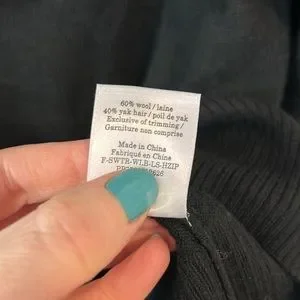 60% wool / laine
40% yak hair / poil de yak
Exclusive of trimming /
Garniture non comprise
Made in China
Fabriqué en China
F-SWTR-WLB-LS-HZIP